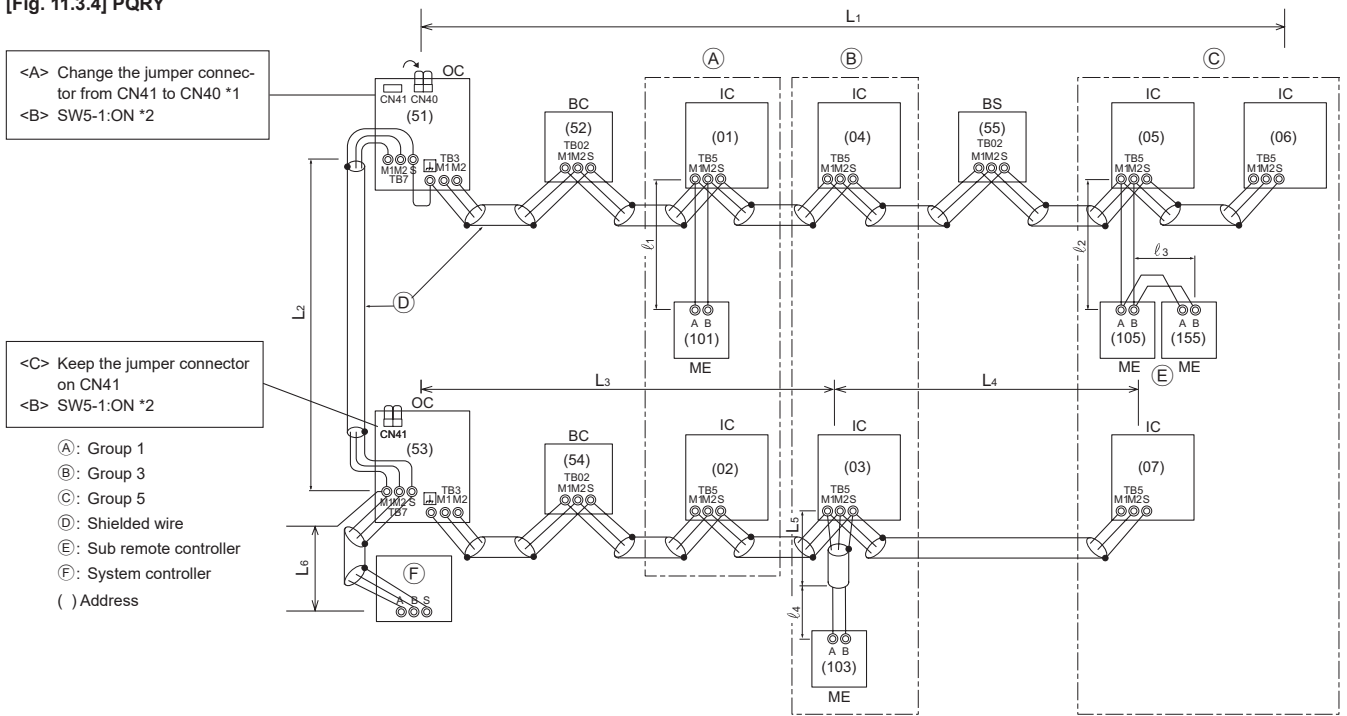 [Fig. 11.3.4] PQRY
L1
<A> Change the jumper connec-
tor from CN41 to CN40 *1
<B> SW5-1:ON *2
OC
CN41 CN40
(51)
M1M2 S
TB7
TB3
M1 M2
BC
(52)
TB02
M1M2S
A
IC
(01)
TB5
M1M2S
B
IC
(04)
TB5
M1M2S
BS
(55)
TB02
M1M2S
C
IC
(05)
TB5
M1M2S
IC
(06)
TB5
M1M2S
L2
D
ℓ1
A B
(101)
ME
ℓ2
ℓ3
A B
(105)
ME
A B
(155)
ME
E
<C> Keep the jumper connector
on CN41
<B> SW5-1:ON *2
L3
L4
OC
CN41
(53)
M1M2 S
TB7
TB3
M1 M2
BC
(54)
TB02
M1M2S
IC
(02)
TB5
M1M2S
IC
(03)
TB5
M1M2S
IC
(07)
TB5
M1M2S
L5
ℓ4
A B
(103)
ME
L6
F
A B S
A: Group 1
B: Group 3
C: Group 5
D: Shielded wire
E: Sub remote controller
F: System controller
( ) Address